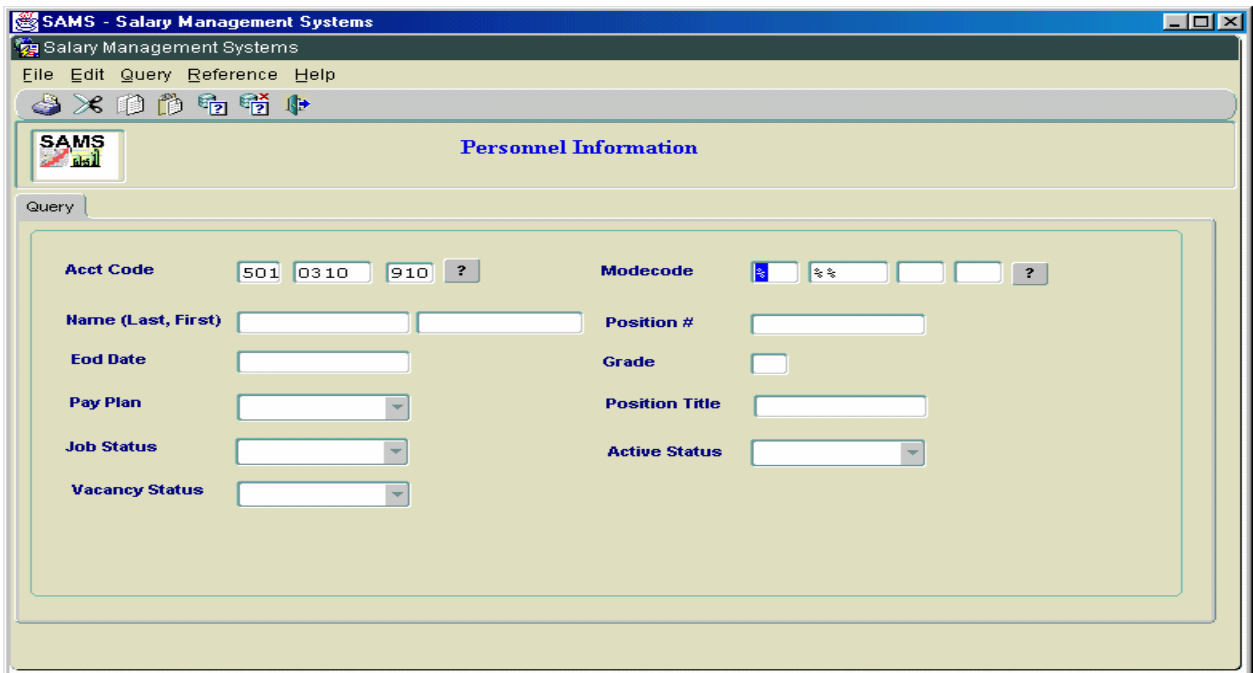 SAMS - Salary Management Systems
Salary Management Systems
File Edit Query Reference Help
SAMS
Personnel Information
Query
Acct Code 501 0310 910 ? Modecode % %% ?
Name (Last, First) Position #
Eod Date Grade
Pay Plan Position Title
Job Status Active Status
Vacancy Status